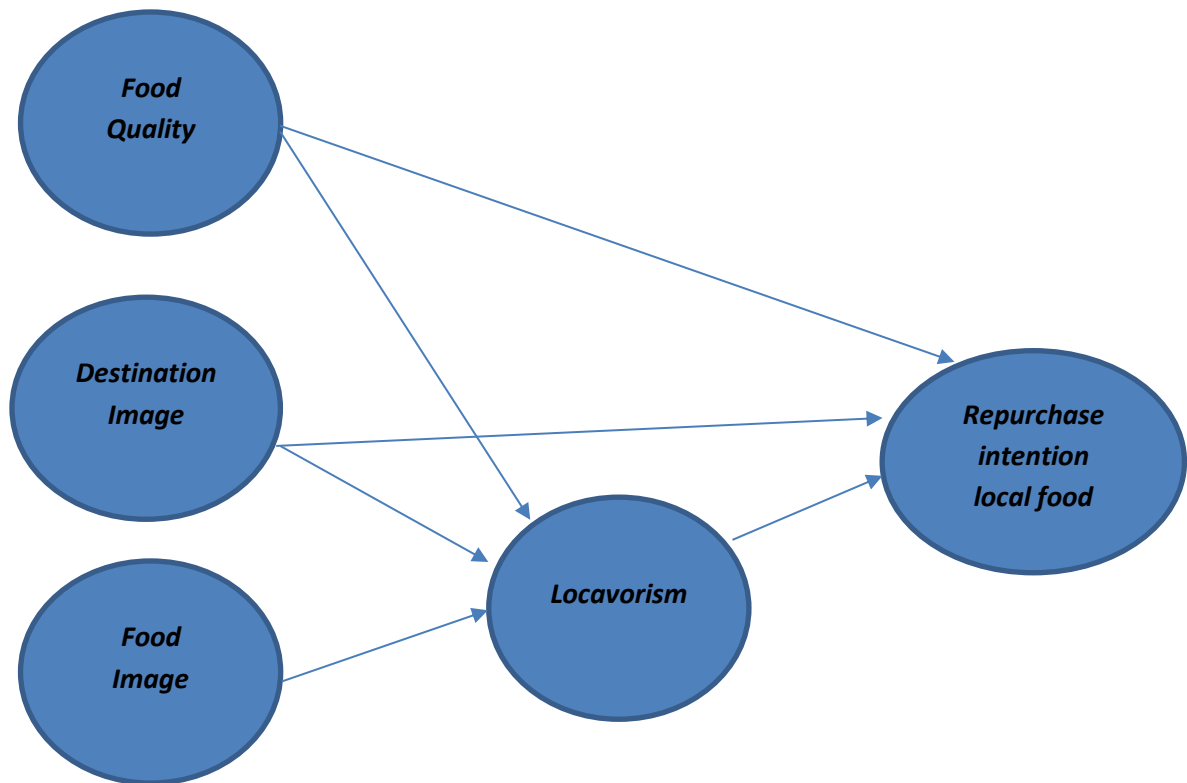 Food
Quality
Destination
Image
Repurchase
intention
local food
Locavorism
Food
Image